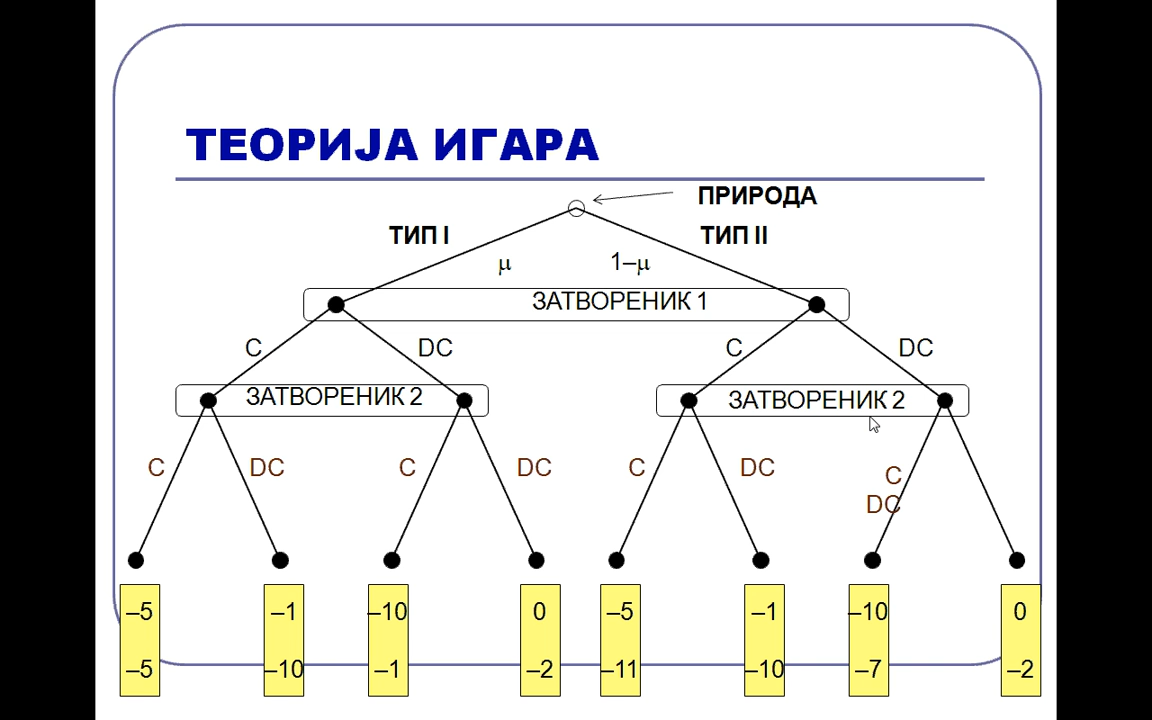 ТЕОРИЈА ИГАРА
ПРИРОДА
ТИП I
ТИП II
μ
1–μ
ЗАТВОРЕНИК 1
C
DC
C
DC
ЗАТВОРЕНИК 2
ЗАТВОРЕНИК 2
C
DC
C
DC
C
DC
C
DC
–5
–1
–10
0
–5
–1
–10
0
–5
–10
–1
–2
–11
–10
–7
–2